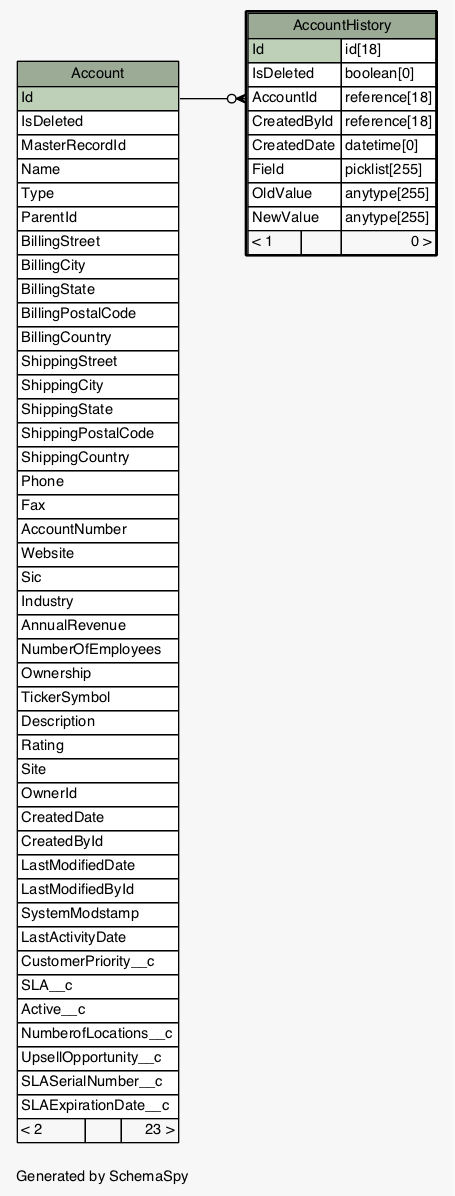 AccountHistory
Id id[18]
IsDeleted boolean[0]
AccountId reference[18]
CreatedById reference[18]
CreatedDate datetime[0]
Field picklist[255]
OldValue anytype[255]
NewValue anytype[255]
< 1 0 >
Account
Id
IsDeleted
MasterRecordId
Name
Type
ParentId
BillingStreet
BillingCity
BillingState
BillingPostalCode
BillingCountry
ShippingStreet
ShippingCity
ShippingState
ShippingPostalCode
ShippingCountry
Phone
Fax
AccountNumber
Website
Sic
Industry
AnnualRevenue
NumberOfEmployees
Ownership
TickerSymbol
Description
Rating
Site
OwnerId
CreatedDate
CreatedById
LastModifiedDate
LastModifiedById
SystemModstamp
LastActivityDate
CustomerPriority__c
SLA__c
Active__c
NumberofLocations__c
UpsellOpportunity__c
SLASerialNumber__c
SLAExpirationDate__c
< 2 23 >
Generated by SchemaSpy